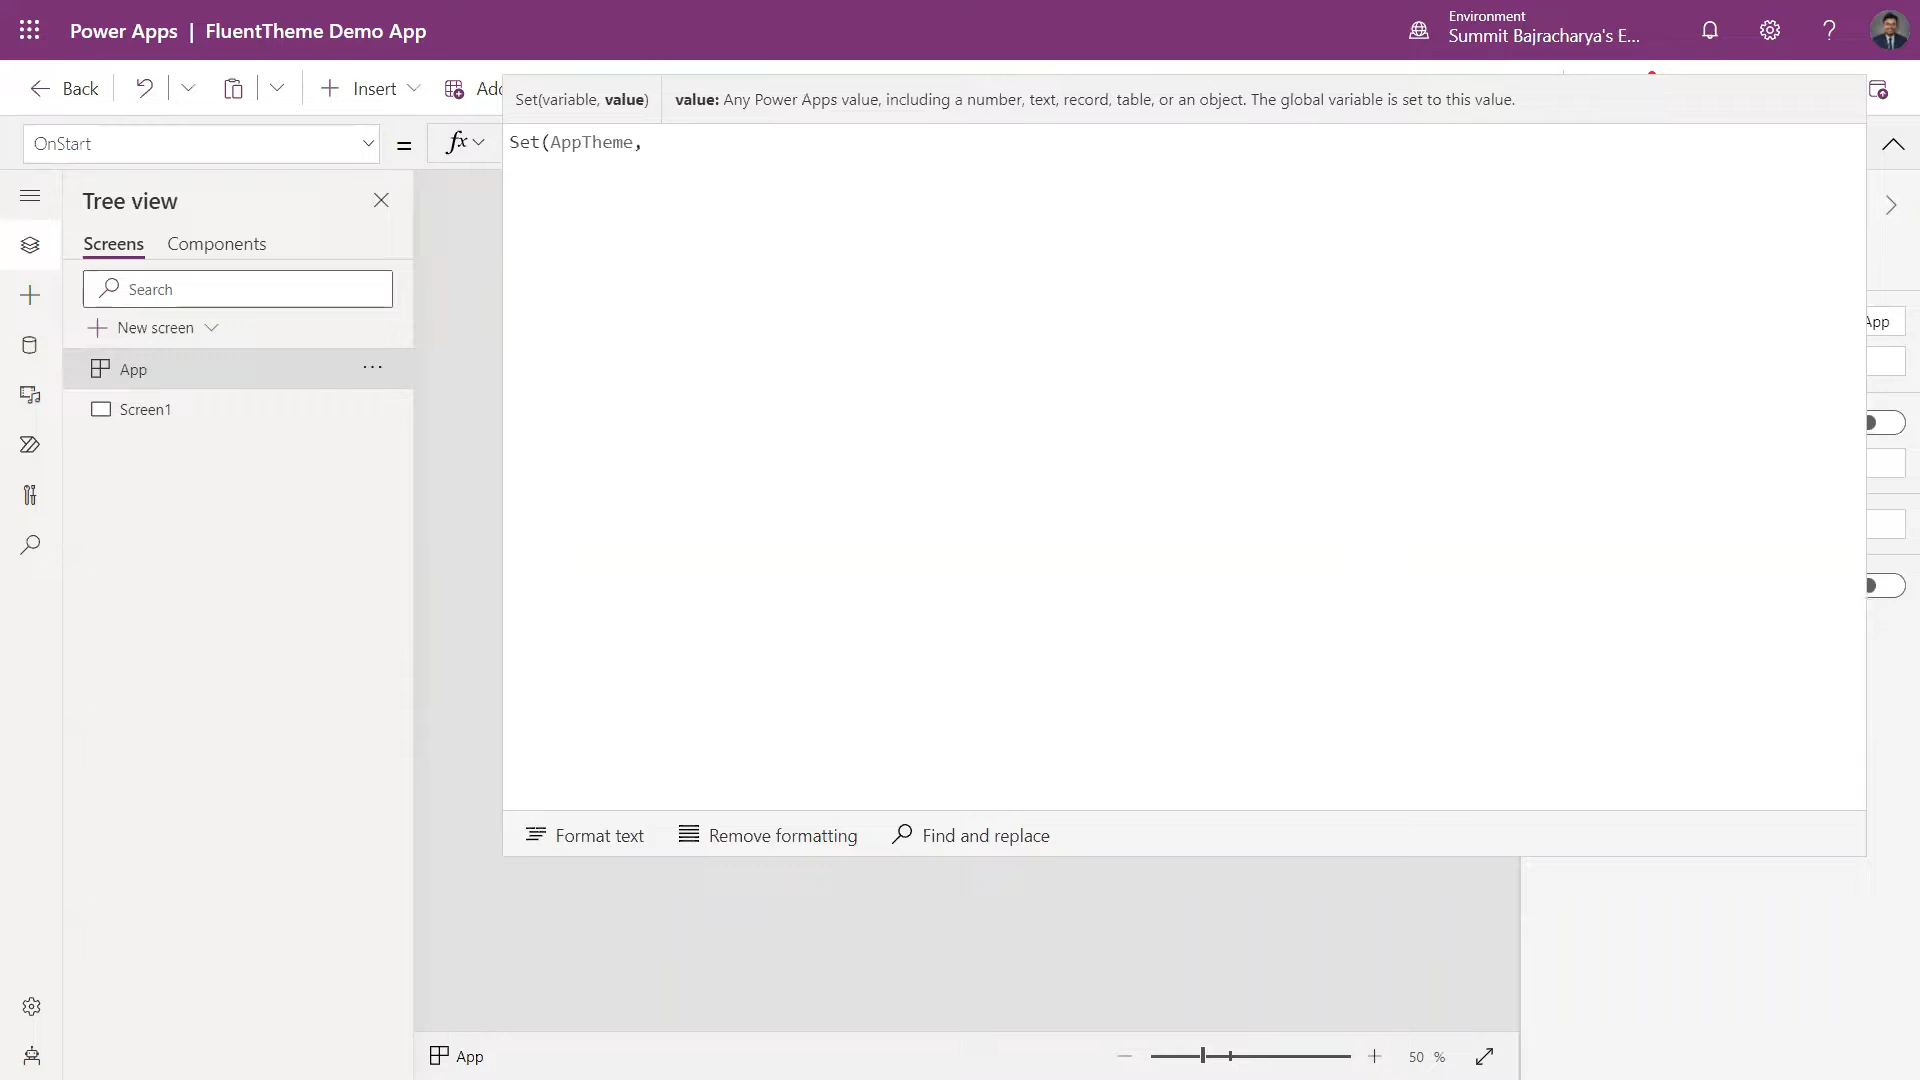 Power Apps | FluentTheme Demo App
Environment
Summit Bajracharya's E...
Back
Insert
Set(variable, value)
value: Any Power Apps value, including a number, text, record, table, or an object. The global variable is set to this value.
OnStart
=
fx
Set(AppTheme,
Tree view
Screens
Components
Search
New screen
App
...
Screen1
App
Format text
Remove formatting
Find and replace
App
50 %